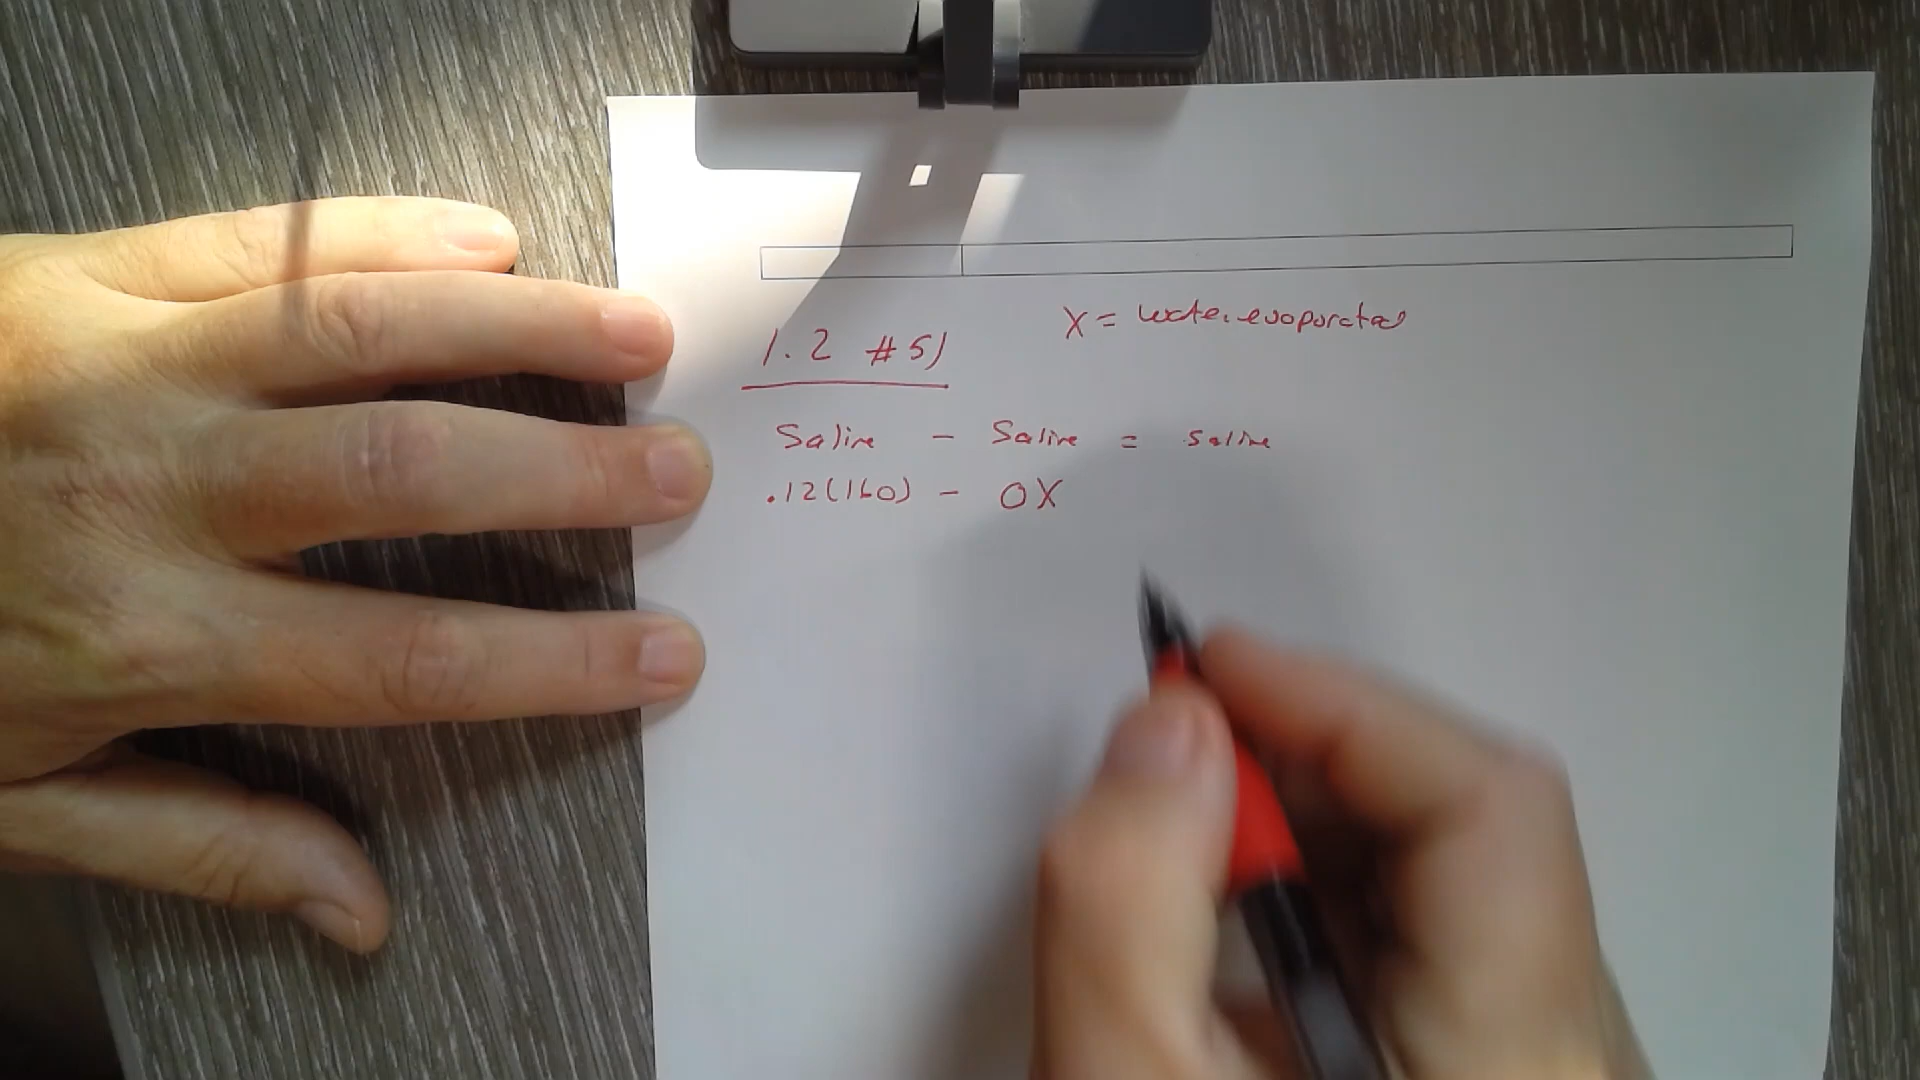 X = water evaporated
1.2 #51
Saline - Saline = saline
.12(160) - 0X